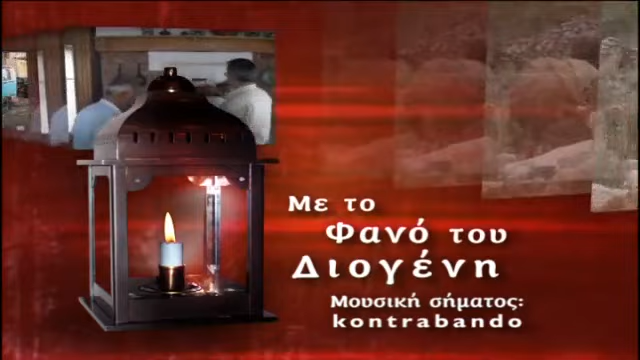 Με το
Φανό του
Διογένη
Μουσική σήματος:
kontrabando